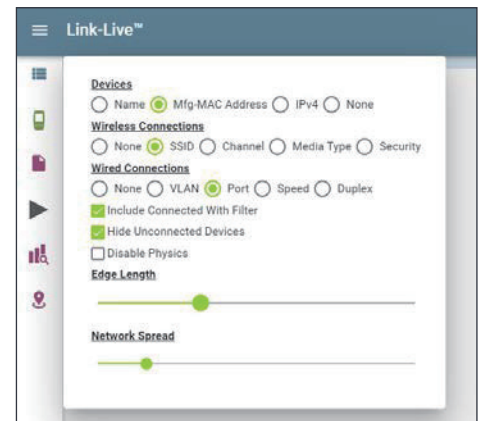 Link-Live™
Devices
Name Mfg-MAC Address IPv4 None
Wireless Connections
None SSID Channel Media Type Security
Wired Connections
None VLAN Port Speed Duplex
Include Connected With Filter
Hide Unconnected Devices
Disable Physics
Edge Length
Network Spread